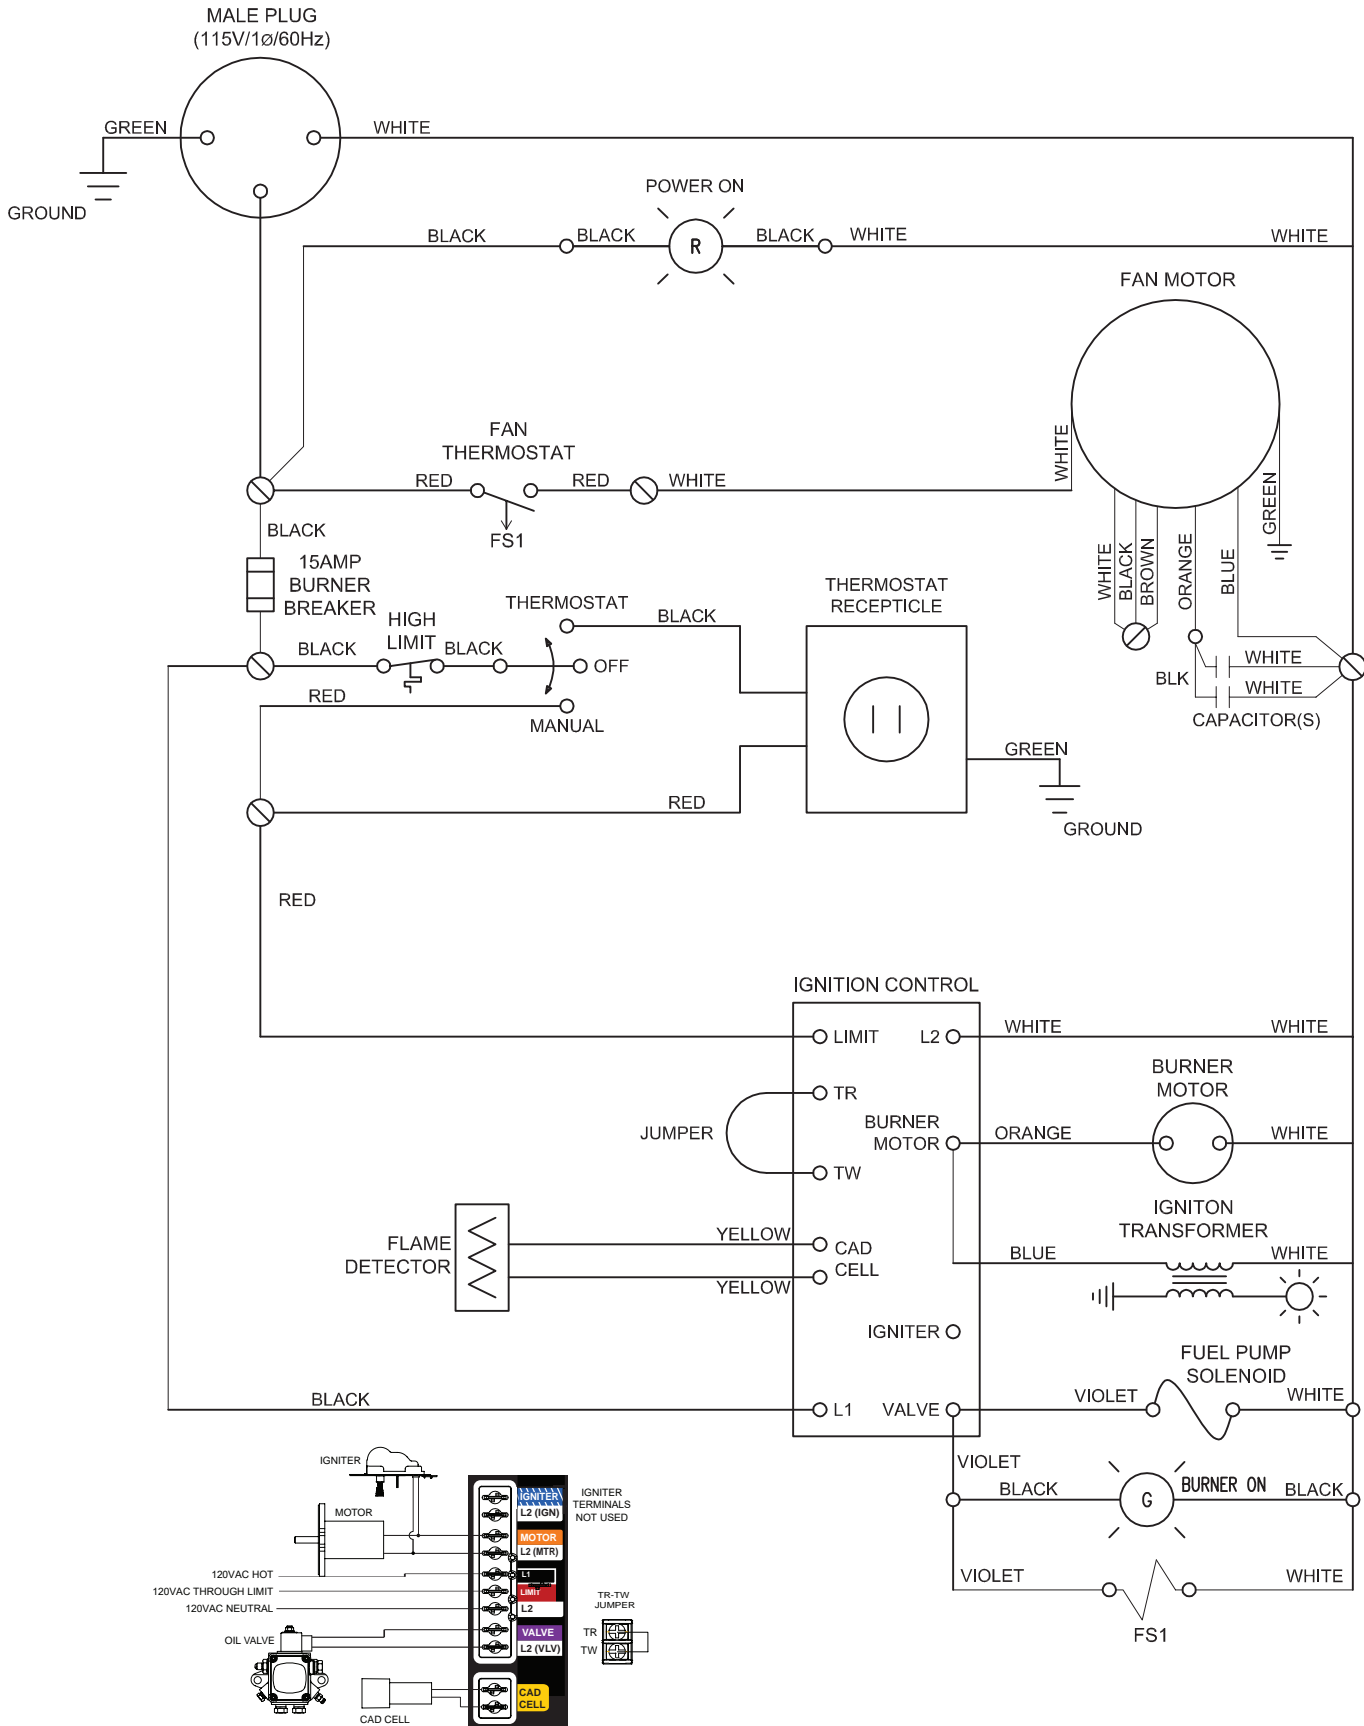 MALE PLUG
(115V/1ø/60Hz)
GREEN
WHITE
GROUND
POWER ON
BLACK
BLACK
R
BLACK
WHITE
WHITE
FAN MOTOR
FAN
THERMOSTAT
RED
RED
WHITE
FS1
WHITE
WHITE
BLACK
BROWN
ORANGE
BLUE
GREEN
BLACK
15AMP
BURNER
BREAKER
THERMOSTAT
BLACK
THERMOSTAT
RECEPTICLE
HIGH
LIMIT
BLACK
BLACK
OFF
RED
MANUAL
BLK
WHITE
WHITE
CAPACITOR(S)
GREEN
GROUND
RED
RED
IGNITION CONTROL
LIMIT
L2
WHITE
WHITE
TR
JUMPER
TW
BURNER
MOTOR
ORANGE
BURNER
MOTOR
WHITE
FLAME
DETECTOR
YELLOW
YELLOW
CAD
CELL
BLUE
IGNITON
TRANSFORMER
WHITE
IGNITER
FUEL PUMP
SOLENOID
BLACK
L1
VALVE
VIOLET
WHITE
VIOLET
BLACK
G
BURNER ON
BLACK
VIOLET
FS1
WHITE
IGNITER
MOTOR
120VAC HOT
120VAC THROUGH LIMIT
120VAC NEUTRAL
OIL VALVE
CAD CELL
IGNITER
L2 (IGN)
MOTOR
L2 (MTR)
L1
LIMIT
L2
VALVE
L2 (VLV)
CAD
CELL
IGNITER
TERMINALS
NOT USED
TR-TW
JUMPER
TR
TW